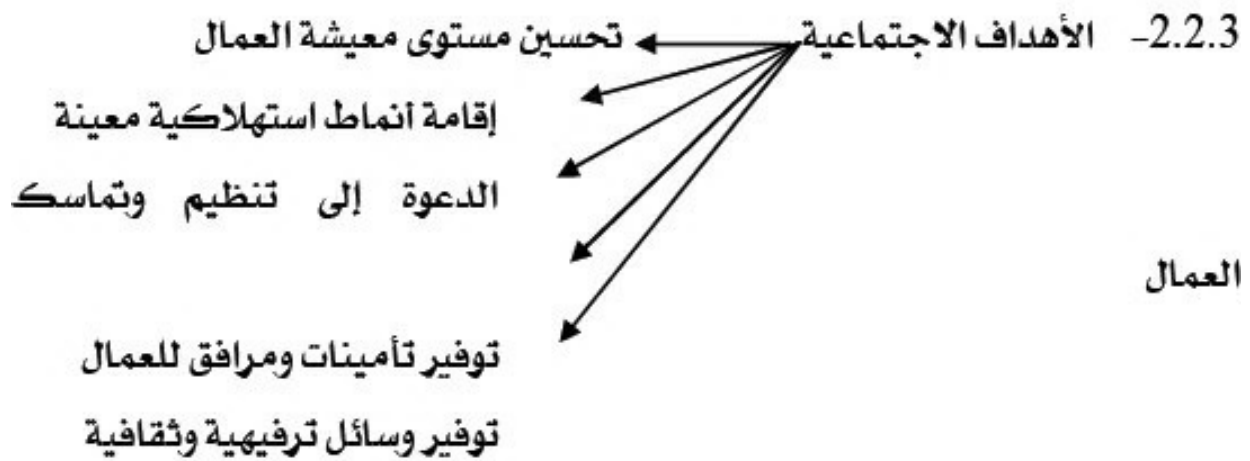 2.2.3- الأهداف الاجتماعية تحسين مستوى معيشة العمال
إقامة أنماط استهلاكية معينة
الدعوة إلى تنظيم وتماسك
العمال
توفير تأمينات ومرافق للعمال
توفير وسائل ترفيهية وثقافية